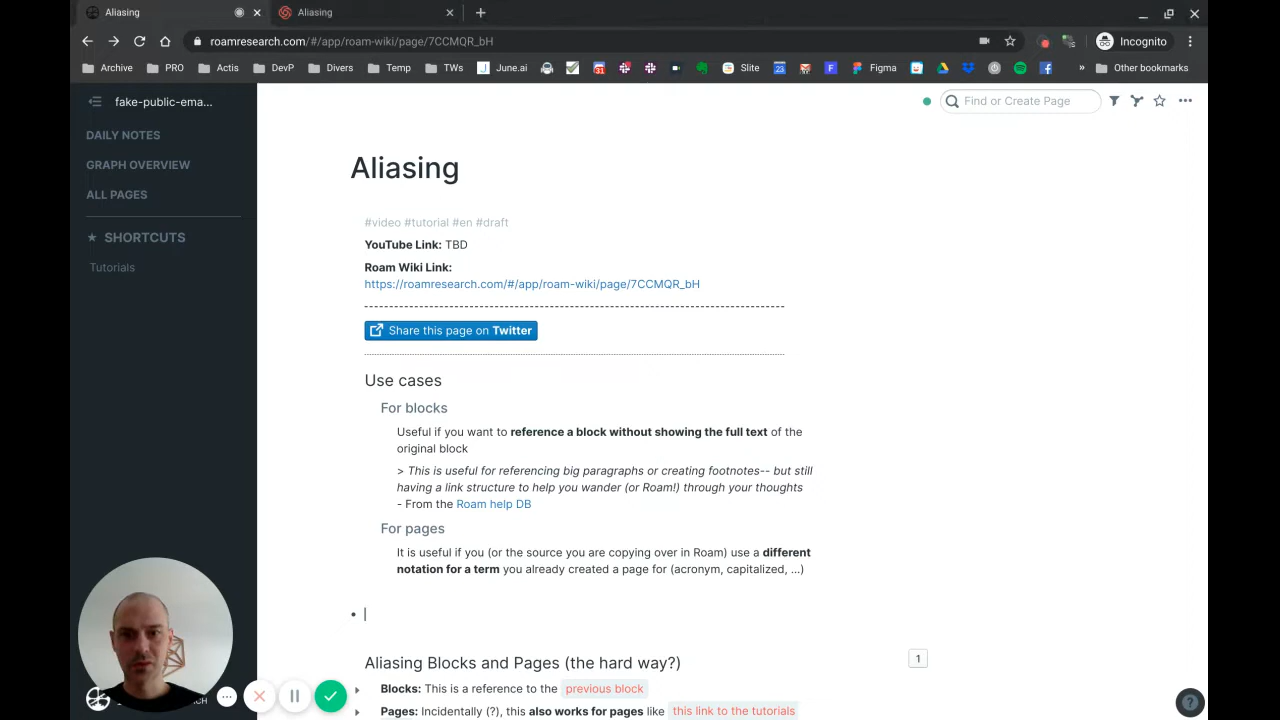 Aliasing
Aliasing
roamresearch.com/#/app/roam-wiki/page/7CCMQR_bH
Incognito
Archive PRO Actis DevP Divers Temp TWs June.ai Slite Figma » Other bookmarks
fake-public-ema...
Find or Create Page
DAILY NOTES
GRAPH OVERVIEW
ALL PAGES
★ SHORTCUTS
Tutorials
Aliasing
#video #tutorial #en #draft
YouTube Link: TBD
Roam Wiki Link:
https://roamresearch.com/#/app/roam-wiki/page/7CCMQR_bH
Share this page on Twitter
Use cases
For blocks
Useful if you want to reference a block without showing the full text of the
original block
> This is useful for referencing big paragraphs or creating footnotes-- but still
having a link structure to help you wander (or Roam!) through your thoughts
- From the Roam help DB
For pages
It is useful if you (or the source you are copying over in Roam) use a different
notation for a term you already created a page for (acronym, capitalized, ...)
Aliasing Blocks and Pages (the hard way?)
1
Blocks: This is a reference to the previous block
Pages: Incidentally (?), this also works for pages like this link to the tutorials